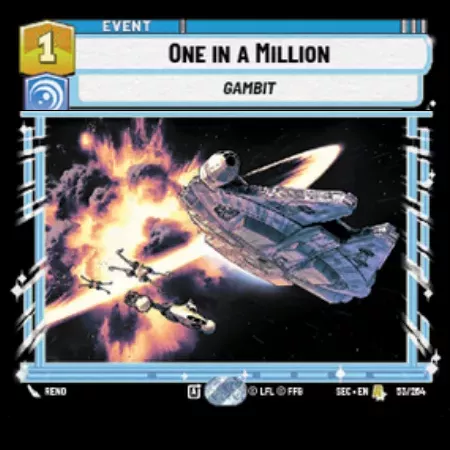 EVENT
1
ONE IN A MILLION
GAMBIT
RENO
A
© LFL © FFG
SEC • EN
53/264